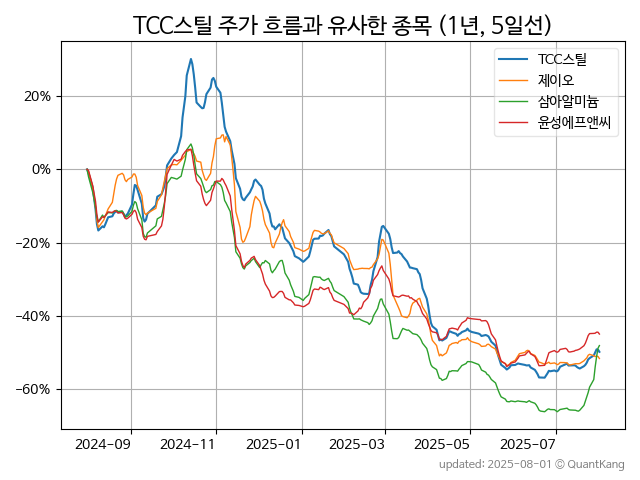 TCC스틸 주가 흐름과 유사한 종목 (1년, 5일선)
TCC스틸
제이오
삼아알미늄
윤성에프앤씨
20%
0%
−20%
−40%
−60%
2024-09
2024-11
2025-01
2025-03
2025-05
2025-07
updated: 2025-08-01 © QuantKang